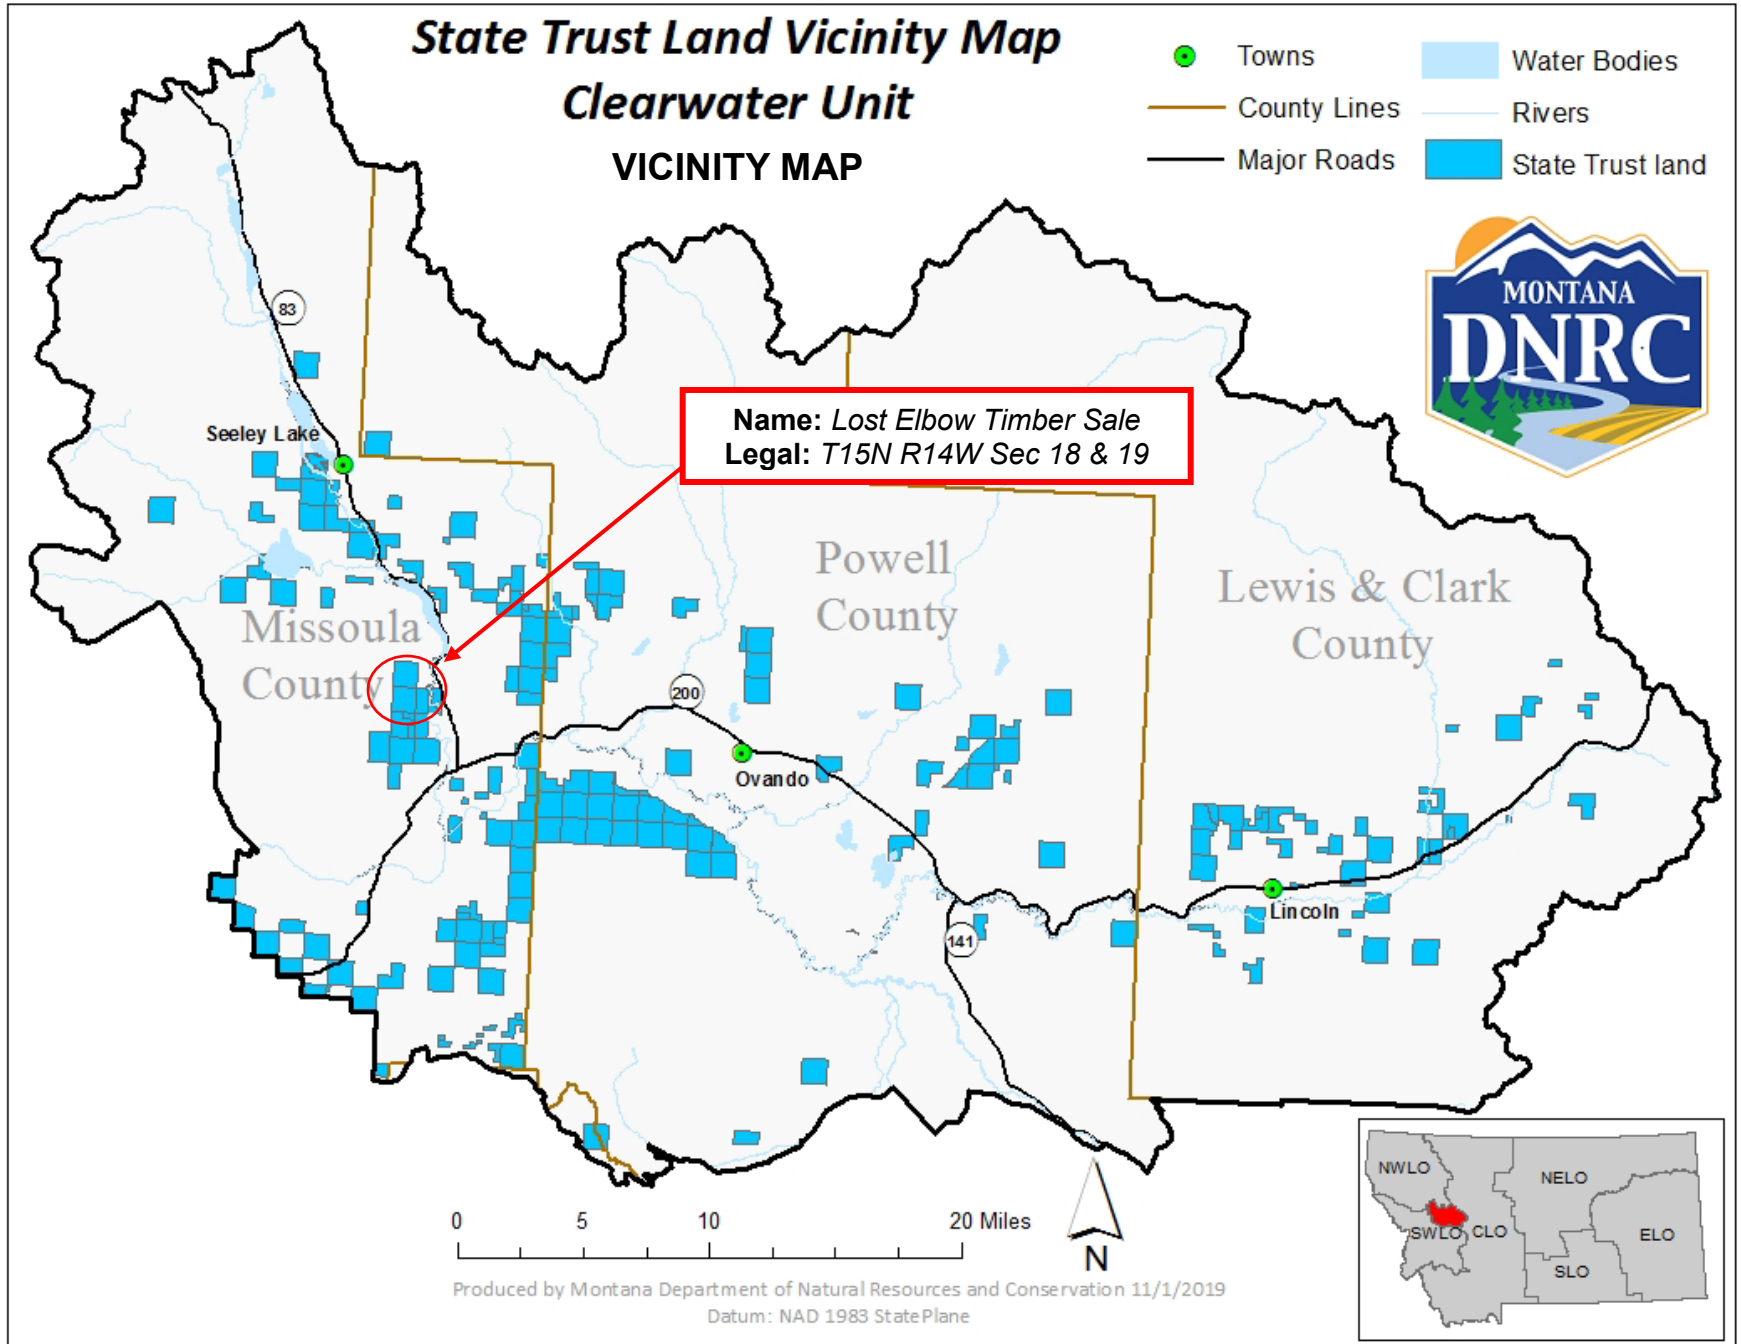 State Trust Land Vicinity Map
Clearwater Unit
VICINITY MAP
Towns
County Lines
Major Roads
Water Bodies
Rivers
State Trust land
MONTANA
DNRC
83
Seeley Lake
Name: Lost Elbow Timber Sale
Legal: T15N R14W Sec 18 & 19
Powell
County
Lewis & Clark
County
Missoula
County
200
Ovando
Lincoln
141
0 5 10 20 Miles
N
Produced by Montana Department of Natural Resources and Conservation 11/1/2019
Datum: NAD 1983 StatePlane
NWLO
NELO
SWLO
CLO
ELO
SLO